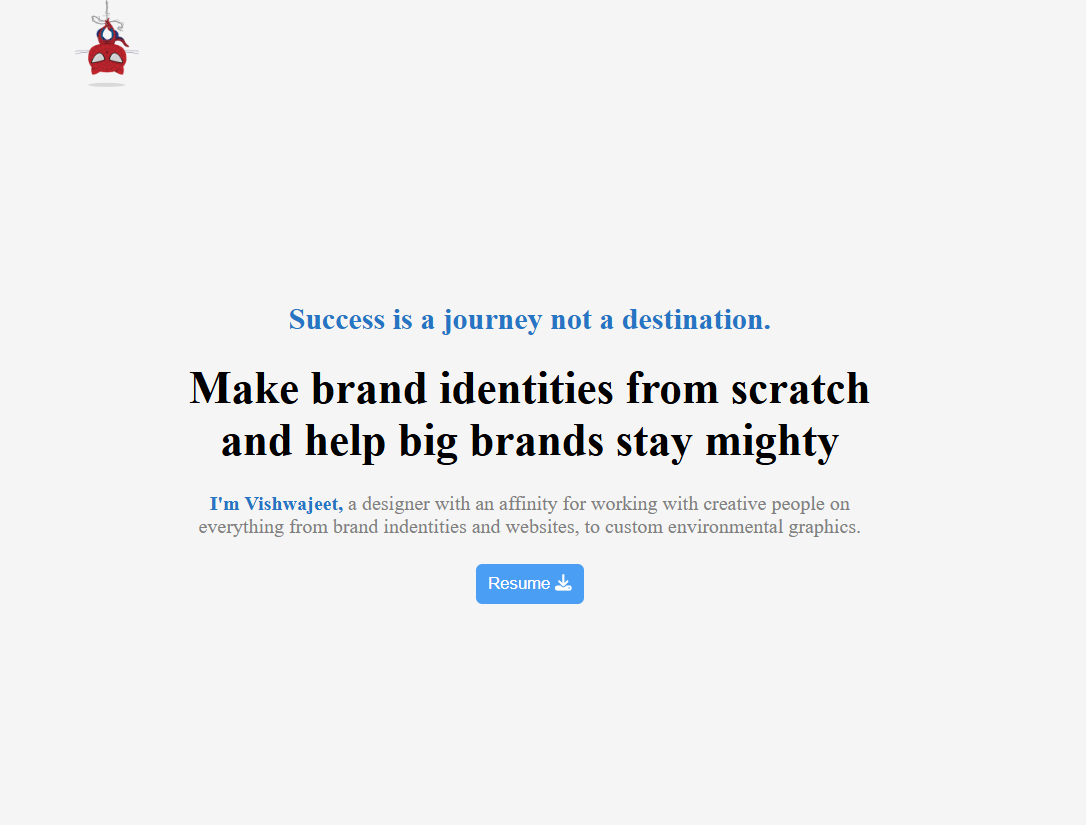 Success is a journey not a destination.
Make brand identities from scratch
and help big brands stay mighty
I'm Vishwajeet, a designer with an affinity for working with creative people on
everything from brand indentities and websites, to custom environmental graphics.
Resume